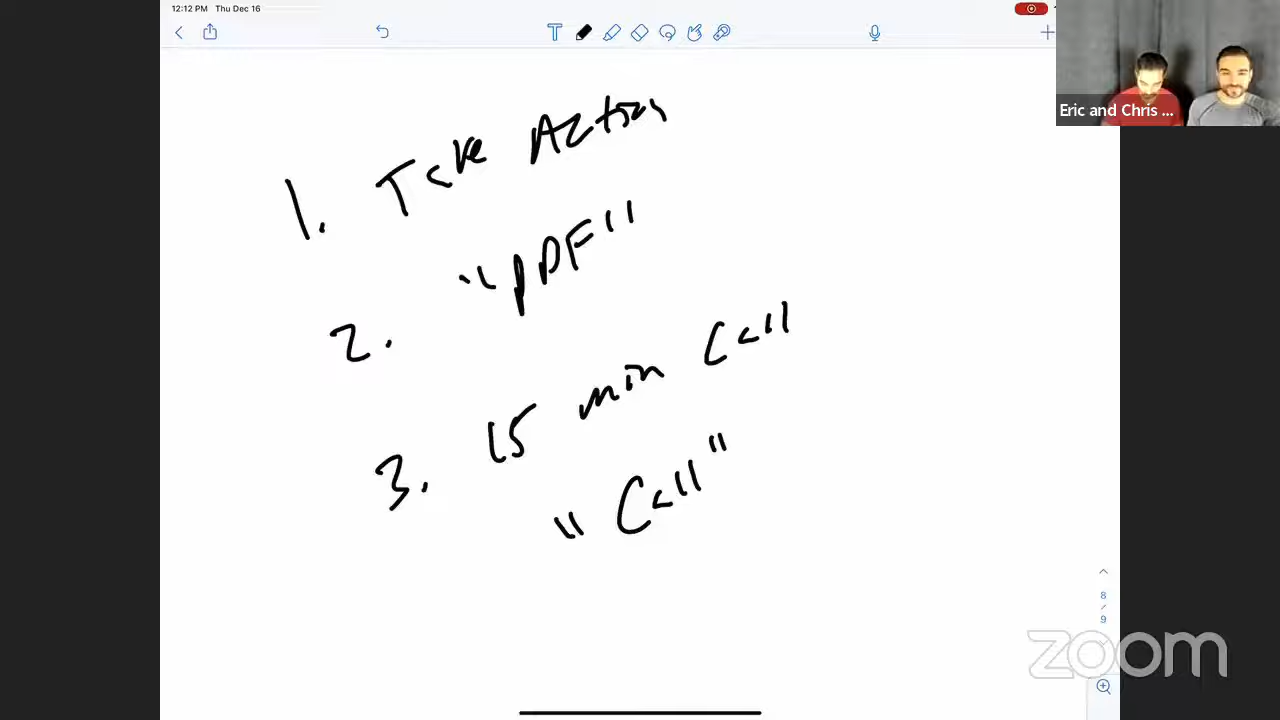 12:12 PM Thu Dec 16
Eric and Chris ...
1. Take Action
2. "PDF"
3. 15 min Call
"Call"
8
/
9
zoom